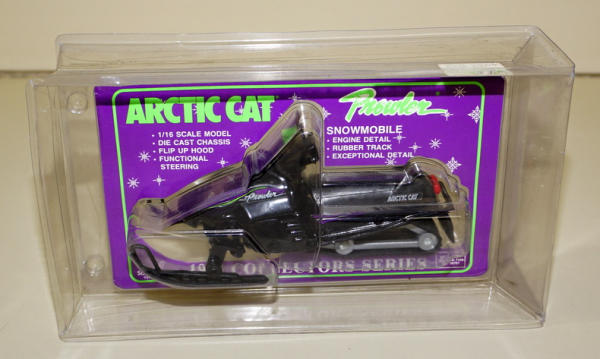 ARCTIC CAT
Prowler
SNOWMOBILE
• 1/16 SCALE MODEL
• DIE CAST CHASSIS
• FLIP UP HOOD
• FUNCTIONAL
STEERING
• ENGINE DETAIL
• RUBBER TRACK
• EXCEPTIONAL DETAIL
Prowler
ARCTIC CAT
COLLECTORS SERIES